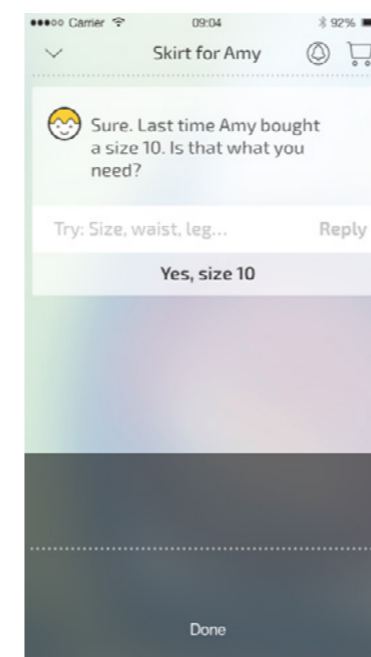 Carrier 09:04 92%
Skirt for Amy
Sure. Last time Amy bought
a size 10. Is that what you
need?
Try: Size, waist, leg... Reply
Yes, size 10
Done